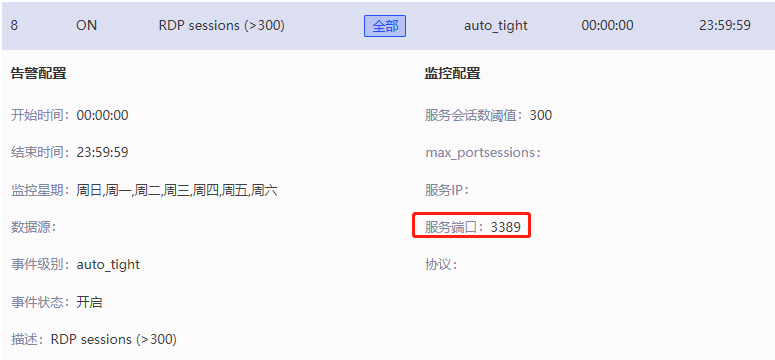 8 ON RDP sessions (>300) 全部 auto_tight 00:00:00 23:59:59
告警配置
开始时间：00:00:00
结束时间：23:59:59
监控星期：周日,周一,周二,周三,周四,周五,周六
数据源：
事件级别：auto_tight
事件状态：开启
描述：RDP sessions (>300)
监控配置
服务会话数阈值：300
max_portsessions：
服务IP：
服务端口：3389
协议：